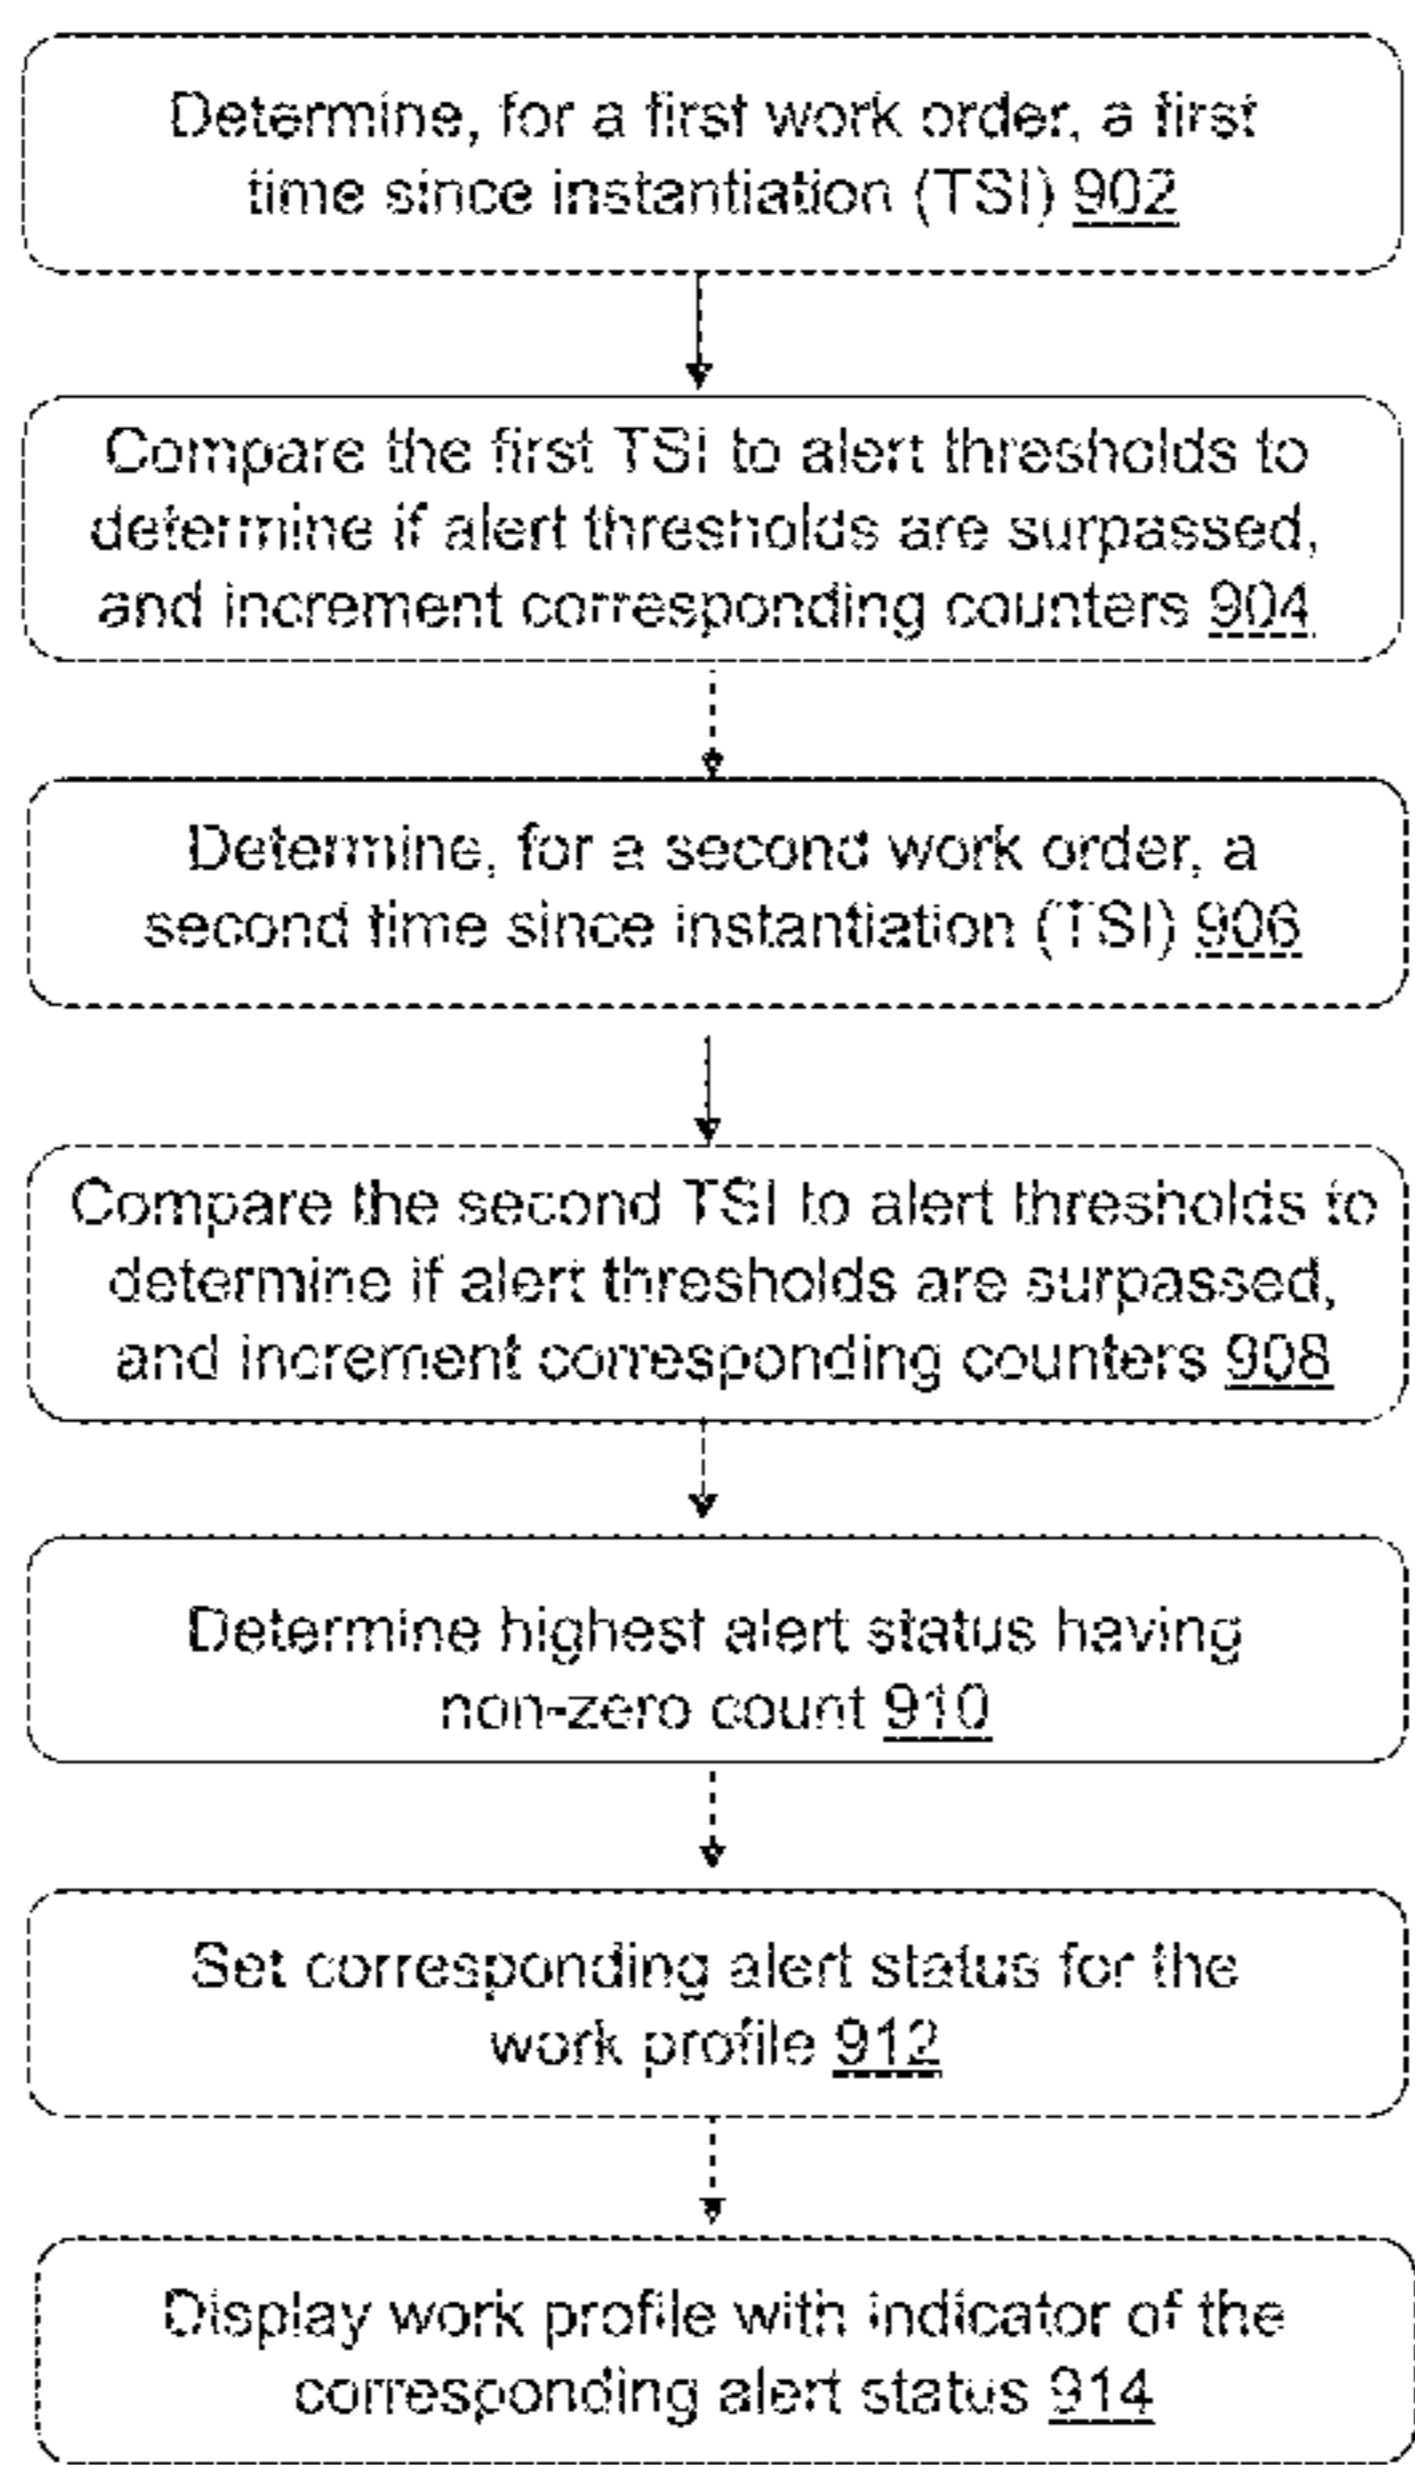 Determine, for a first work order, a first
time since instantiation (TSI) 902
Compare the first TSI to alert thresholds to
determine if alert thresholds are surpassed,
and increment corresponding counters 904
Determine, for a second work order, a
second time since instantiation (TSI) 906
Compare the second TSI to alert thresholds to
determine if alert thresholds are surpassed,
and increment corresponding counters 908
Determine highest alert status having
non-zero count 910
Set corresponding alert status for the
work profile 912
Display work profile with indicator of the
corresponding alert status 914